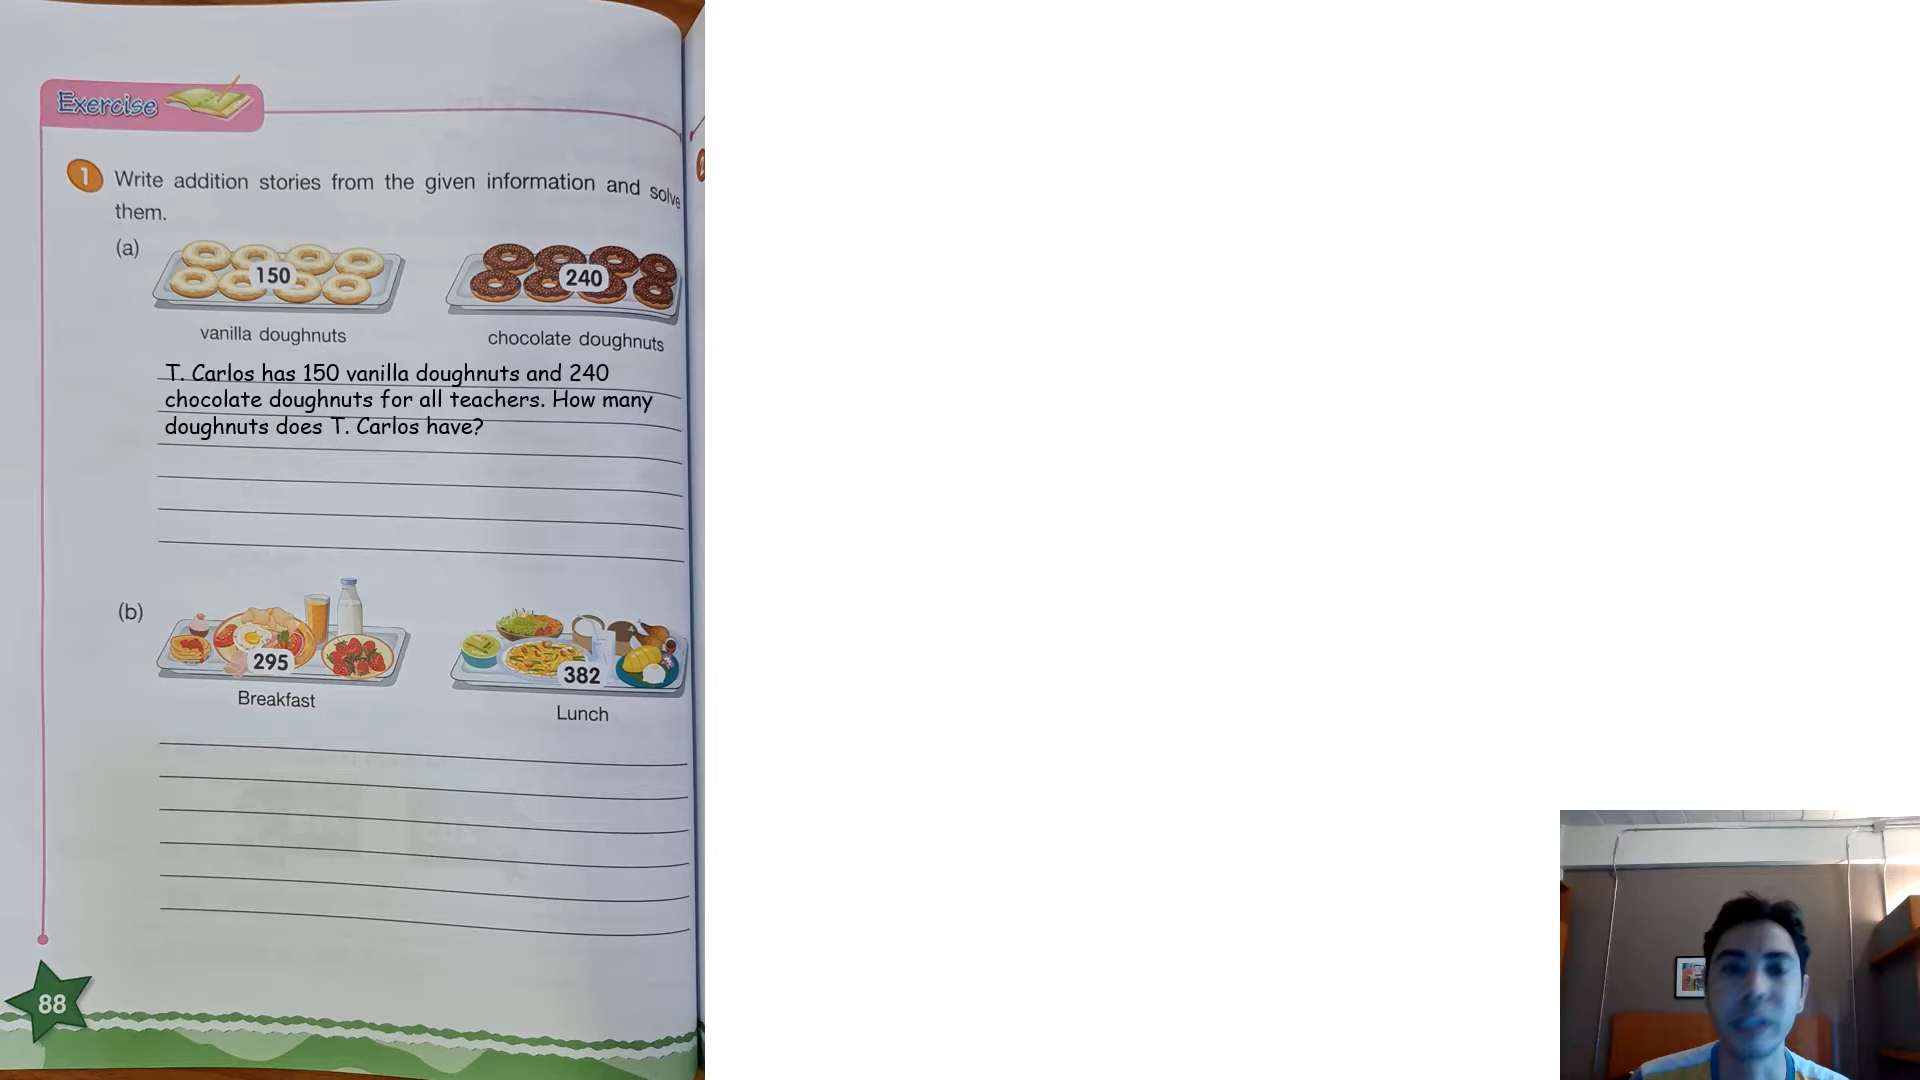 Exercise
1 Write addition stories from the given information and solve
them.
(a)
150
240
vanilla doughnuts
chocolate doughnuts
T. Carlos has 150 vanilla doughnuts and 240
chocolate doughnuts for all teachers. How many
doughnuts does T. Carlos have?
(b)
295
382
Breakfast
Lunch
88